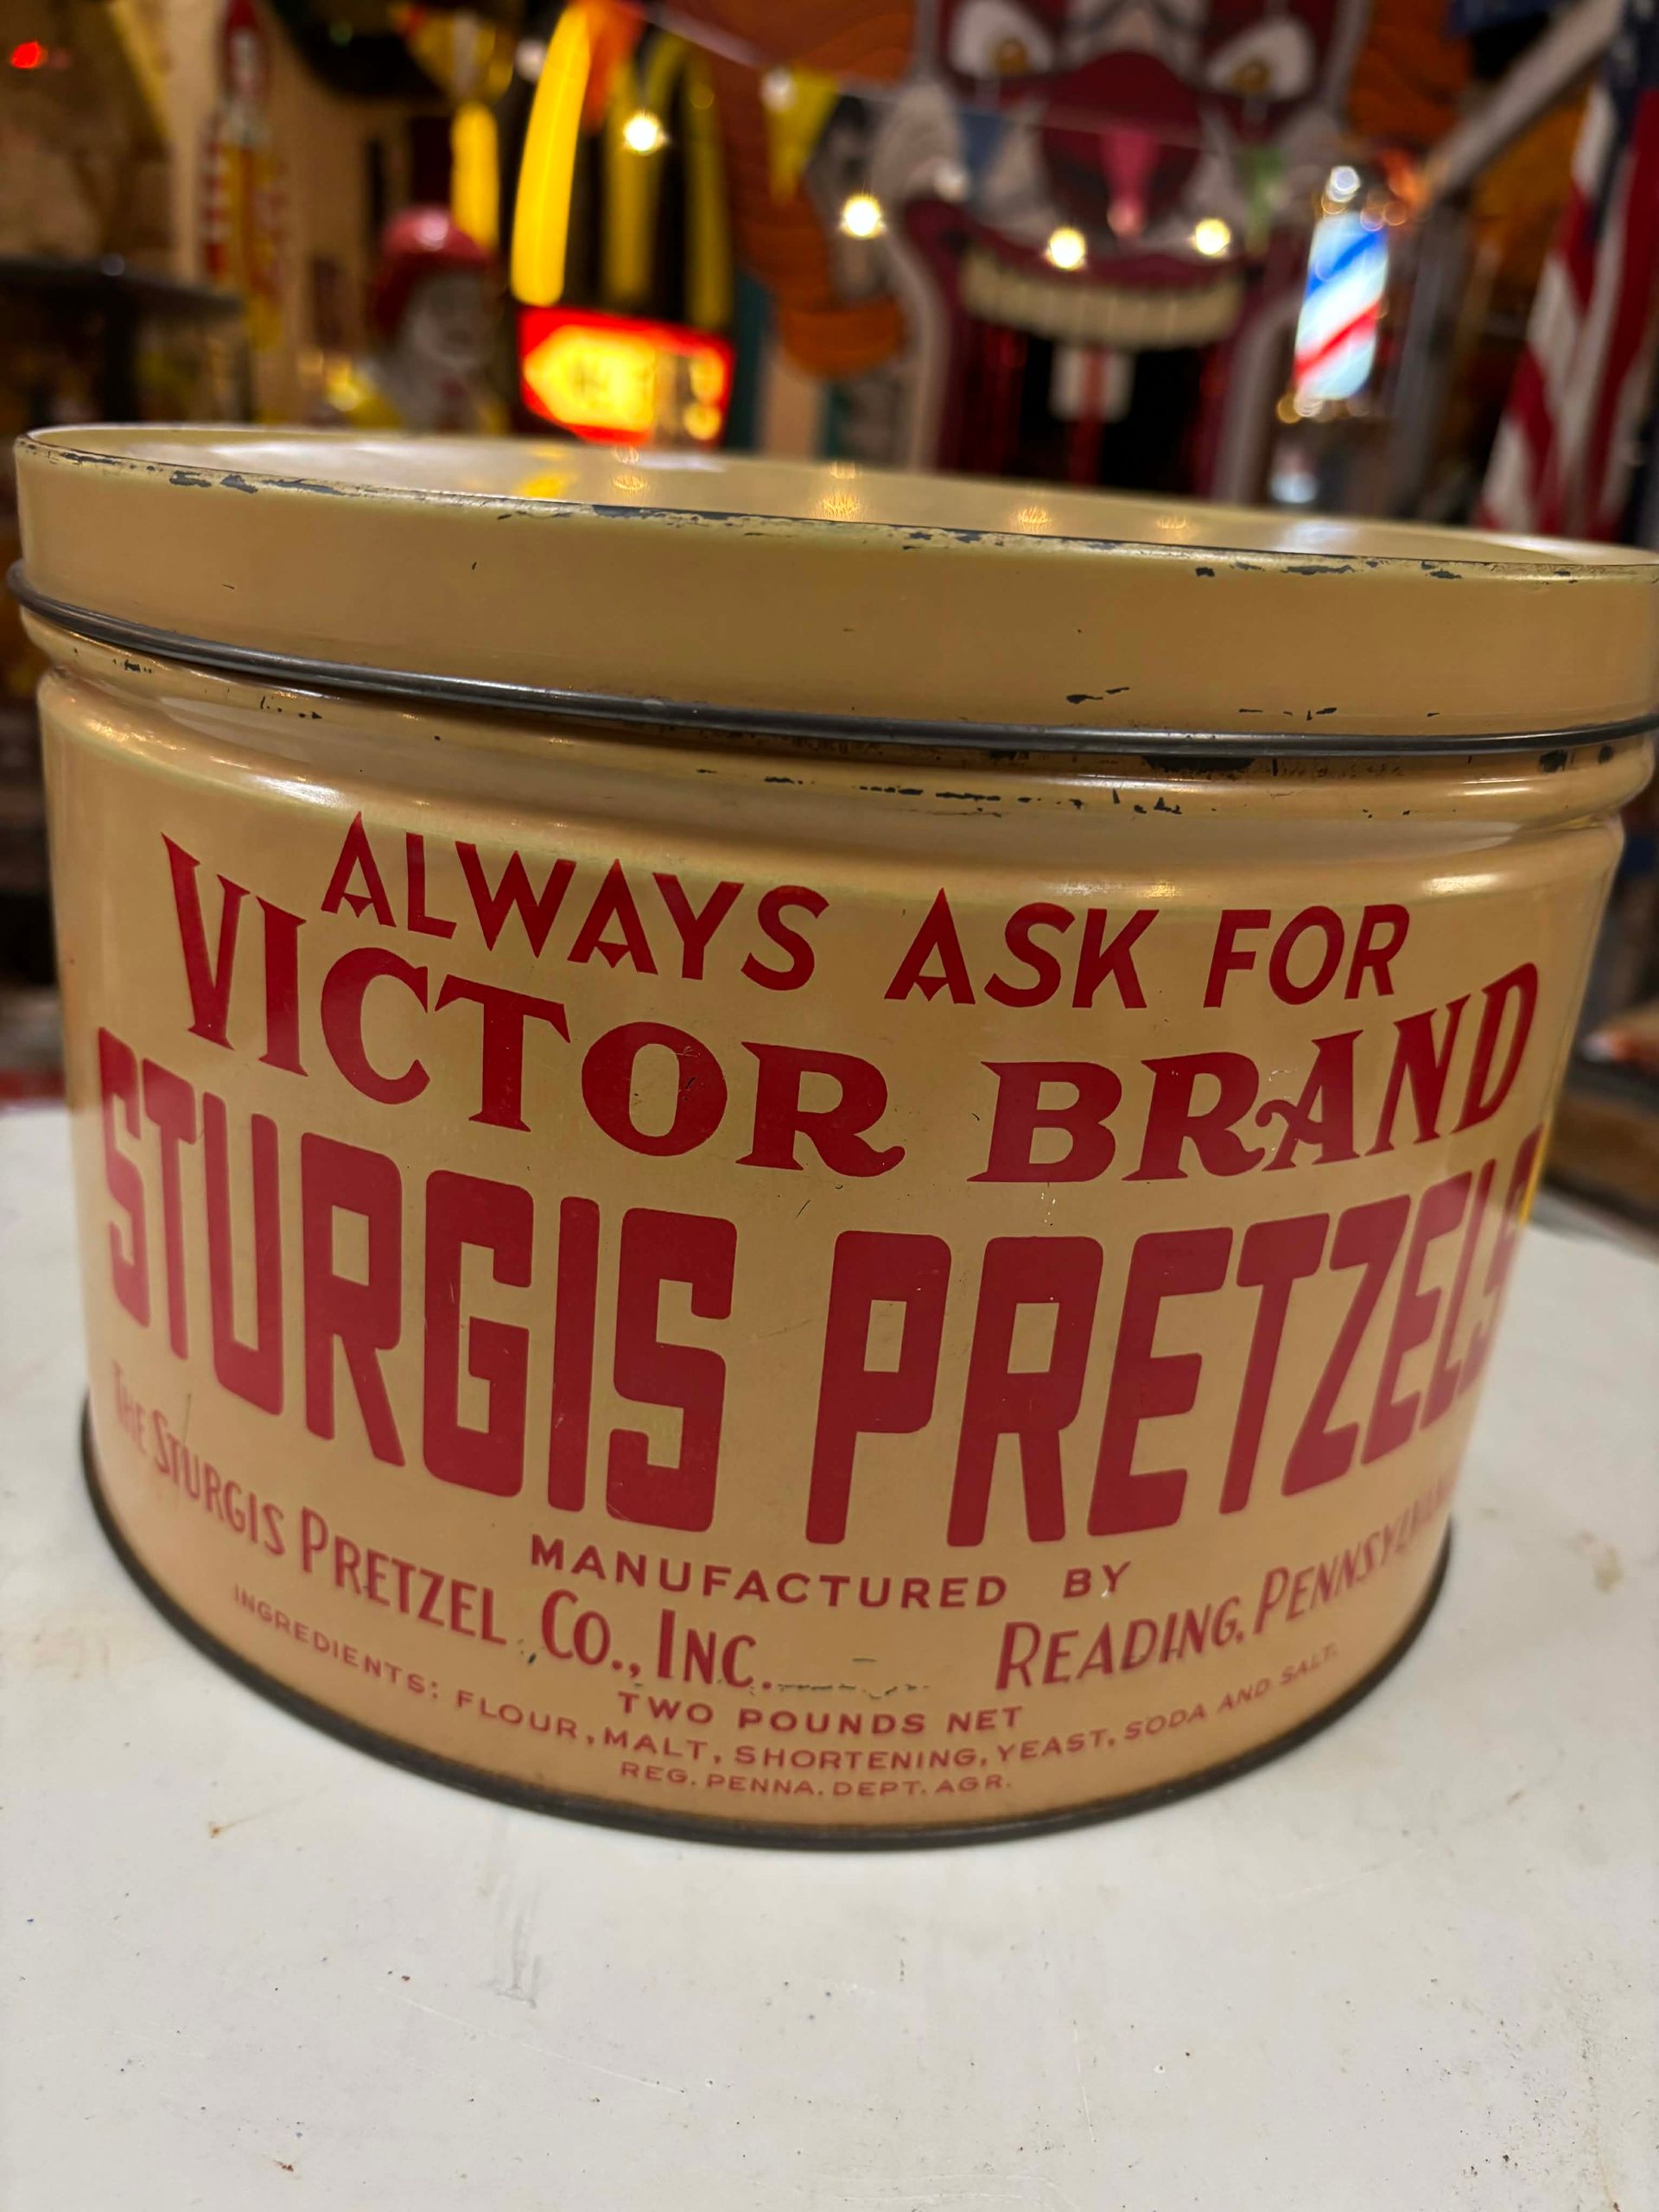 ALWAYS ASK FOR
VICTOR BRAND
STURGIS PRETZELS
MANUFACTURED BY
THE STURGIS PRETZEL CO., INC. READING, PENNSYLVANIA
TWO POUNDS NET
INGREDIENTS: FLOUR, MALT, SHORTENING, YEAST, SODA AND SALT.
REG. PENNA. DEPT. AGR.